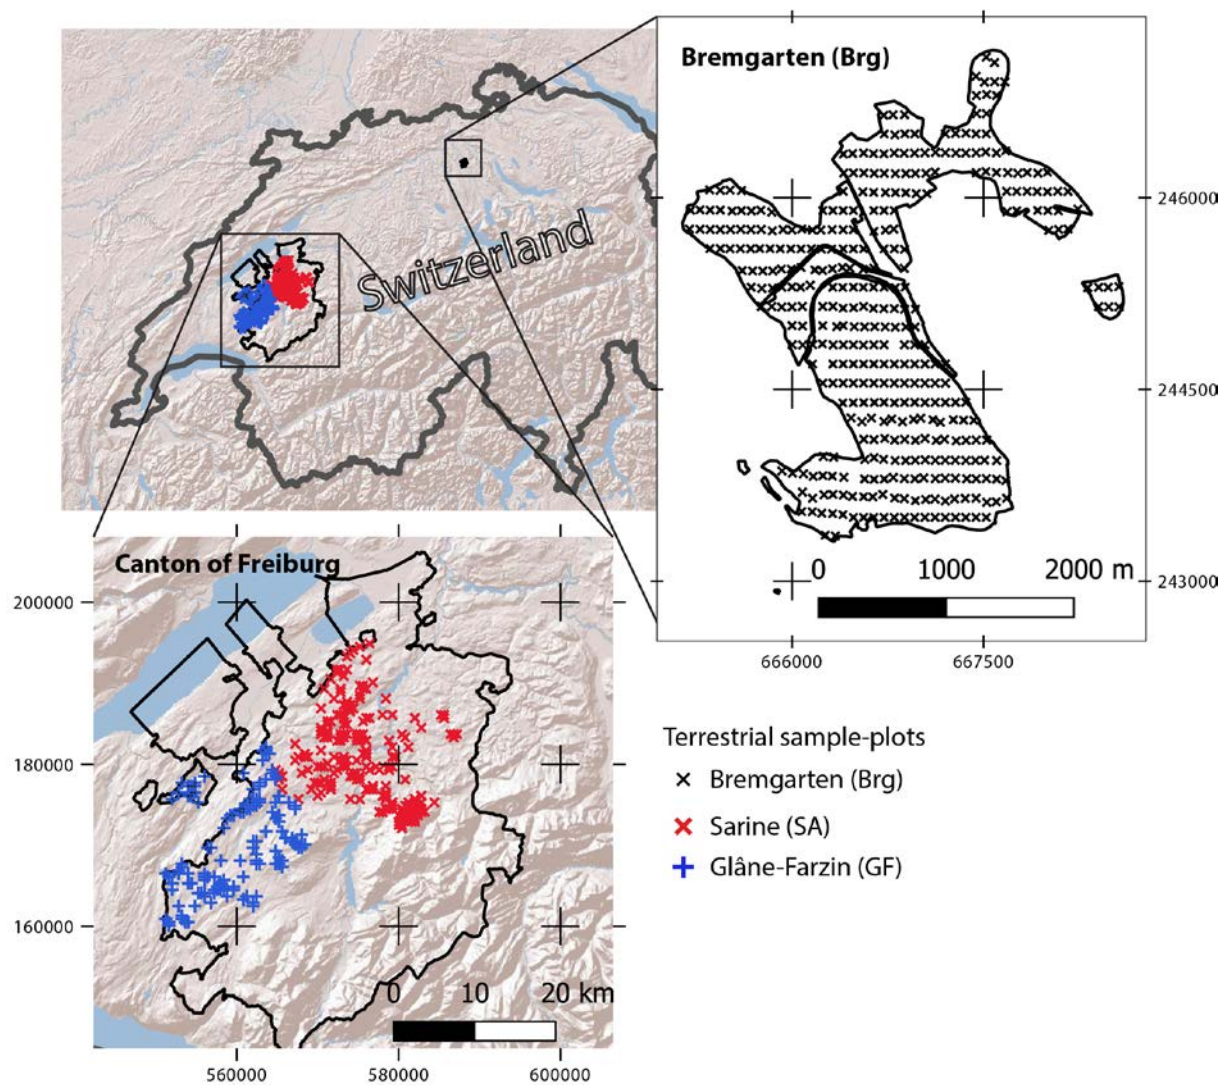 Bremgarten (Brg)
Switzerland
246000
244500
243000
0 1000 2000 m
666000 667500
Canton of Freiburg
200000
180000
160000
0 10 20 km
560000 580000 600000
Terrestrial sample-plots
Bremgarten (Brg)
Sarine (SA)
Glâne-Farzin (GF)